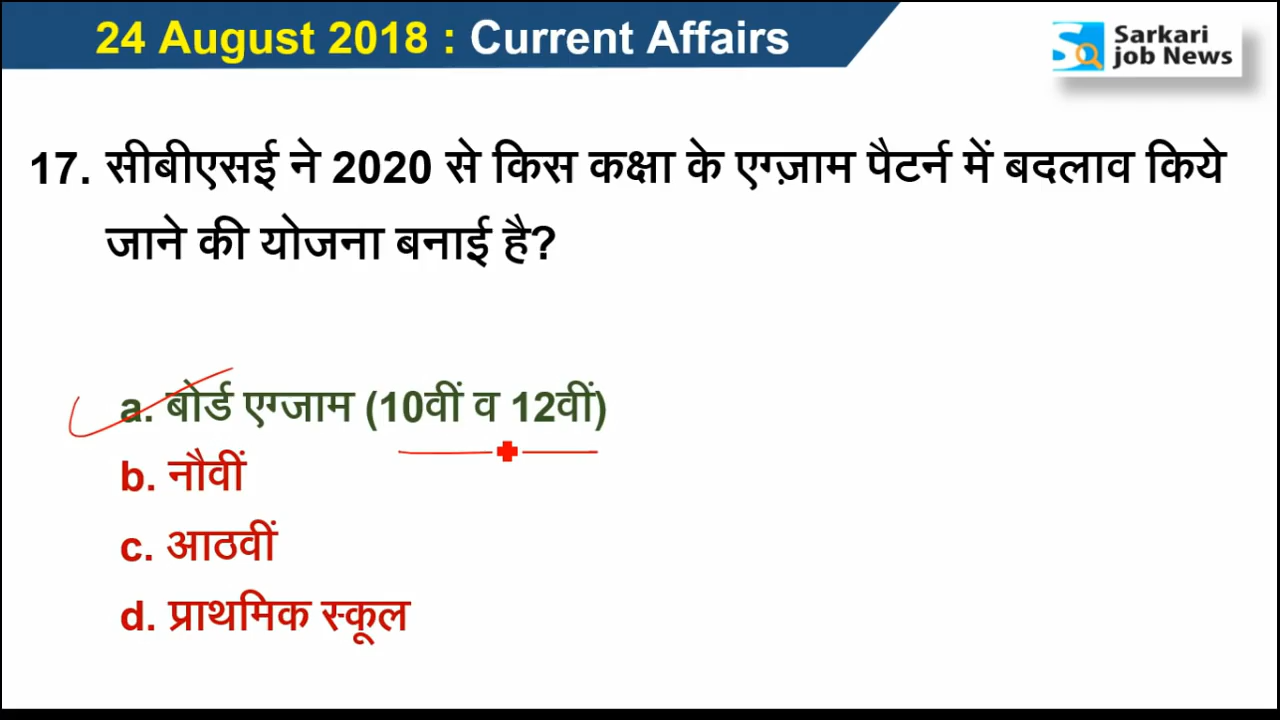 24 August 2018 : Current Affairs
Sarkari
job News
17. सीबीएसई ने 2020 से किस कक्षा के एग्ज़ाम पैटर्न में बदलाव किये
जाने की योजना बनाई है?
a. बोर्ड एग्जाम (10वीं व 12वीं)
b. नौवीं
c. आठवीं
d. प्राथमिक स्कूल